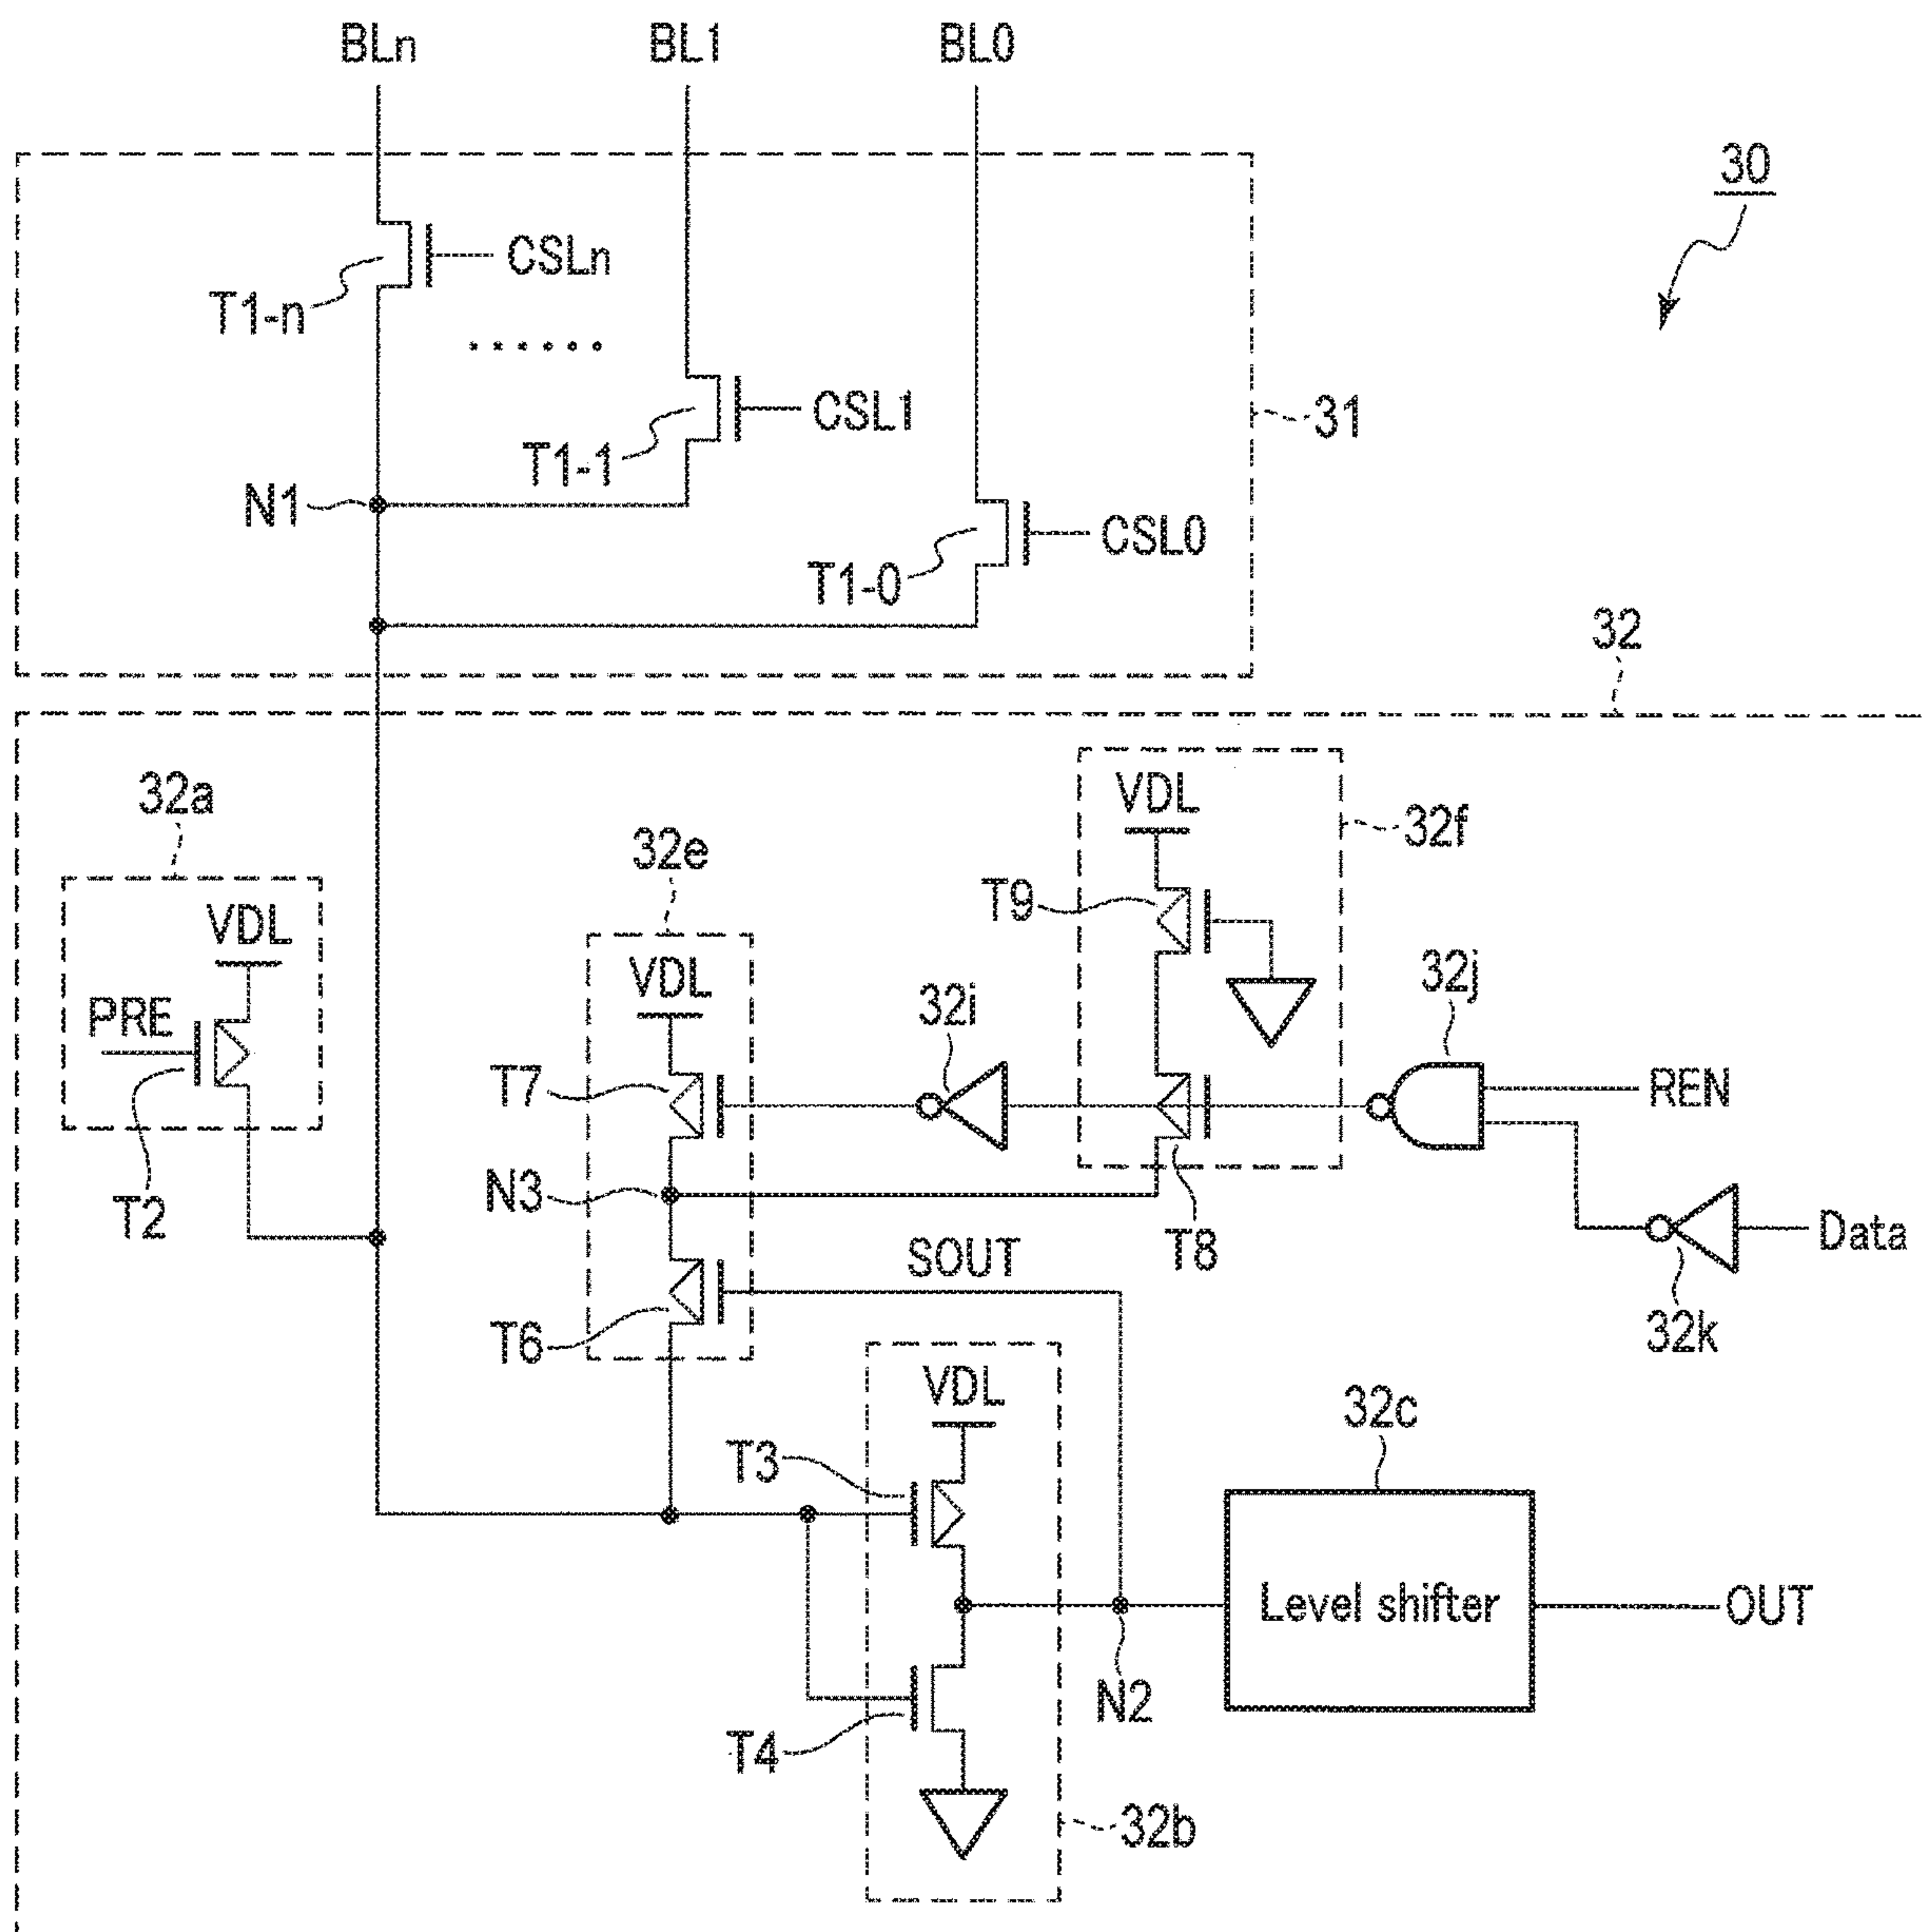 BLn
BL1
BL0
30
CSLn
T1-n
......
CSL1
T1-1
31
N1
CSL0
T1-0
32
32a
VDL
32f
32e
T9
VDL
VDL
32j
PRE
32i
T7
REN
T2
N3
T8
Data
SOUT
T6
32k
VDL
32c
T3
Level shifter
OUT
N2
T4
32b